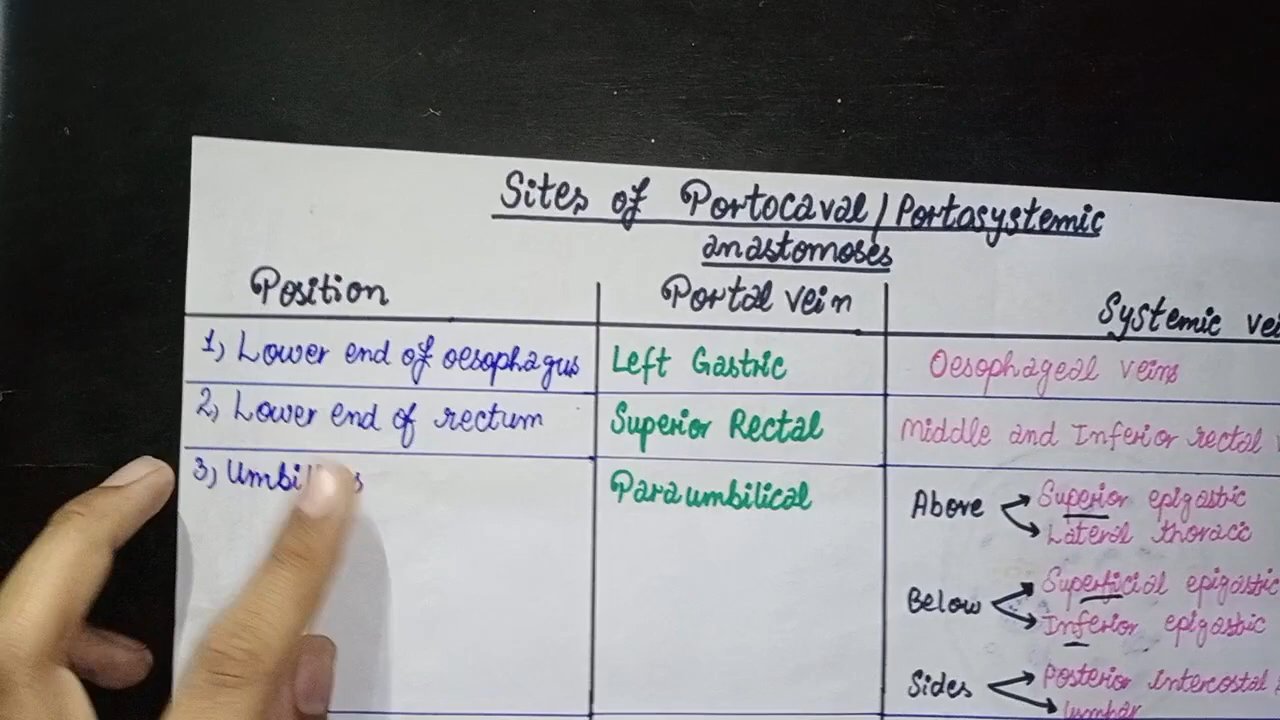 Sites of Portocaval / Portosystemic
anastomoses
Position Portal vein Systemic
1) Lower end of oesophagus Left Gastric Oesophageal veins
2) Lower end of rectum Superior Rectal Middle and Inferior rectal
3) Paraumbilical
Above Superior epigastric
Lateral thoracic
Below Superficial epigastric
Inferior epigastric
Sides Posterior Intercostal
lumbar